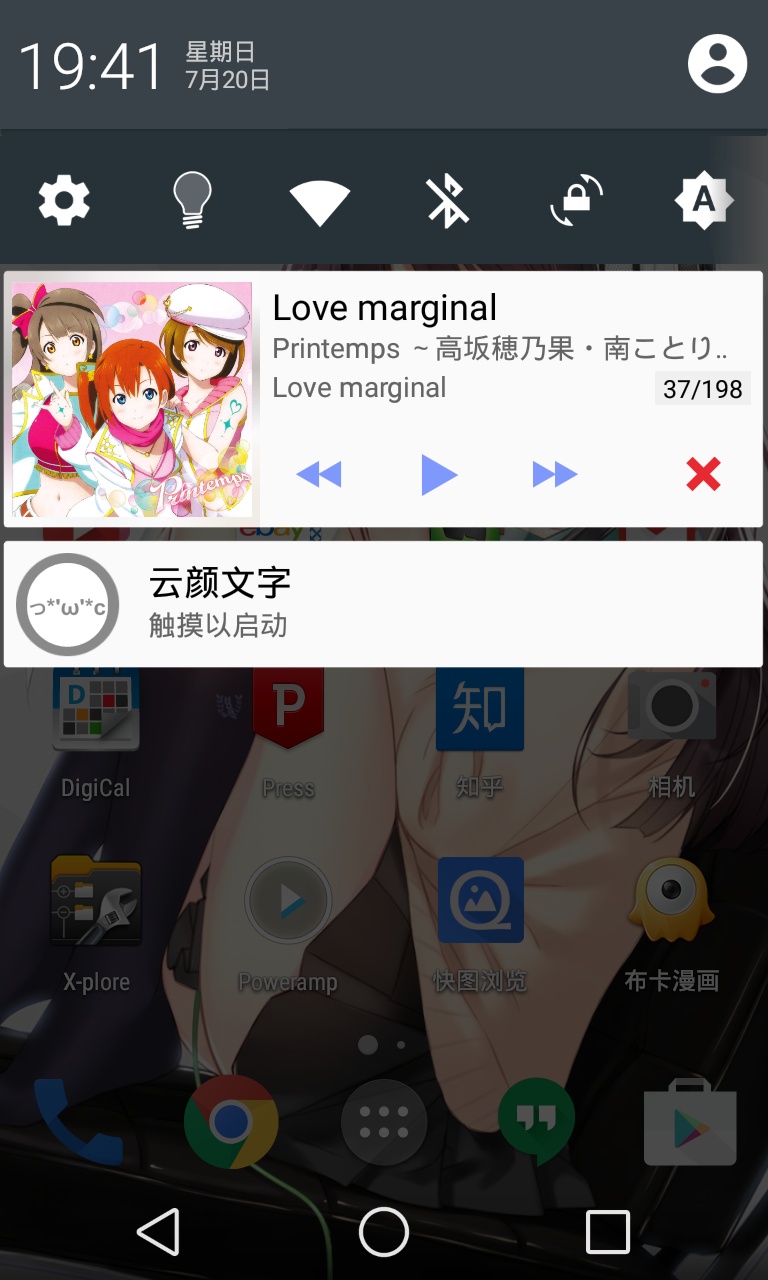 19:41
星期日
7月20日
A
Love marginal
Printemps ~ 高坂穂乃果・南ことり..
Love marginal
37/198
Printemps
云颜文字
っ*'ω'*c
触摸以启动
ebay
D
P
知
DigiCal
Press
知乎
相机
X-plore
Poweramp
快图浏览
布卡漫画